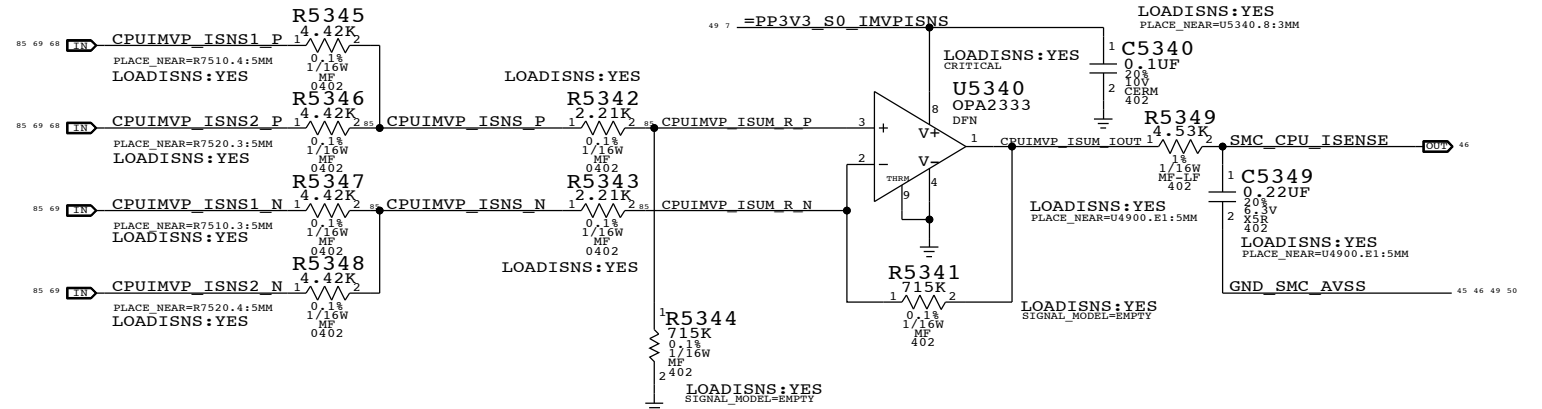 R5345
4.42K
85 69 68 IN CPUIMVP_ISNS1_P 1 2
PLACE_NEAR=R7510.4:5MM
LOADISNS:YES
0.1%
1/16W
MF
0402
R5346
4.42K
85 69 68 IN CPUIMVP_ISNS2_P 1 2 85
PLACE_NEAR=R7520.3:5MM
LOADISNS:YES
0.1%
1/16W
MF
0402
R5347
4.42K
85 69 IN CPUIMVP_ISNS1_N 1 2 85
PLACE_NEAR=R7510.3:5MM
LOADISNS:YES
0.1%
1/16W
MF
0402
R5348
4.42K
85 69 IN CPUIMVP_ISNS2_N 1 2
PLACE_NEAR=R7520.4:5MM
LOADISNS:YES
0.1%
1/16W
MF
0402
LOADISNS:YES
R5342
2.21K
CPUIMVP_ISNS_P 1 2 85 CPUIMVP_ISUM_R_P
0.1%
1/16W
MF
0402
R5343
2.21K
CPUIMVP_ISNS_N 1 2 85 CPUIMVP_ISUM_R_N
0.1%
1/16W
MF
0402
LOADISNS:YES
1
R5344
715K
0.1%
1/16W
MF
402
2
LOADISNS:YES
SIGNAL_MODEL=EMPTY
49 7 =PP3V3_S0_IMVPISNS
LOADISNS:YES
CRITICAL
U5340
OPA2333
DFN
8
3 +
V+
2 -
V-
1
THRM
9
4
R5341
715K
1 2
0.1%
1/16W
MF
402
LOADISNS:YES
SIGNAL_MODEL=EMPTY
LOADISNS:YES
PLACE_NEAR=U5340.8:3MM
1
C5340
0.1UF
20%
10V
CERM
402
2
R5349
4.53K
CPUIMVP_ISUM_IOUT 1 2 SMC_CPU_ISENSE OUT 46
1%
1/16W
MF-LF
402
LOADISNS:YES
PLACE_NEAR=U4900.E1:5MM
1
C5349
0.22UF
20%
6.3V
X5R
402
2
LOADISNS:YES
PLACE_NEAR=U4900.E1:5MM
GND_SMC_AVSS 45 46 49 50